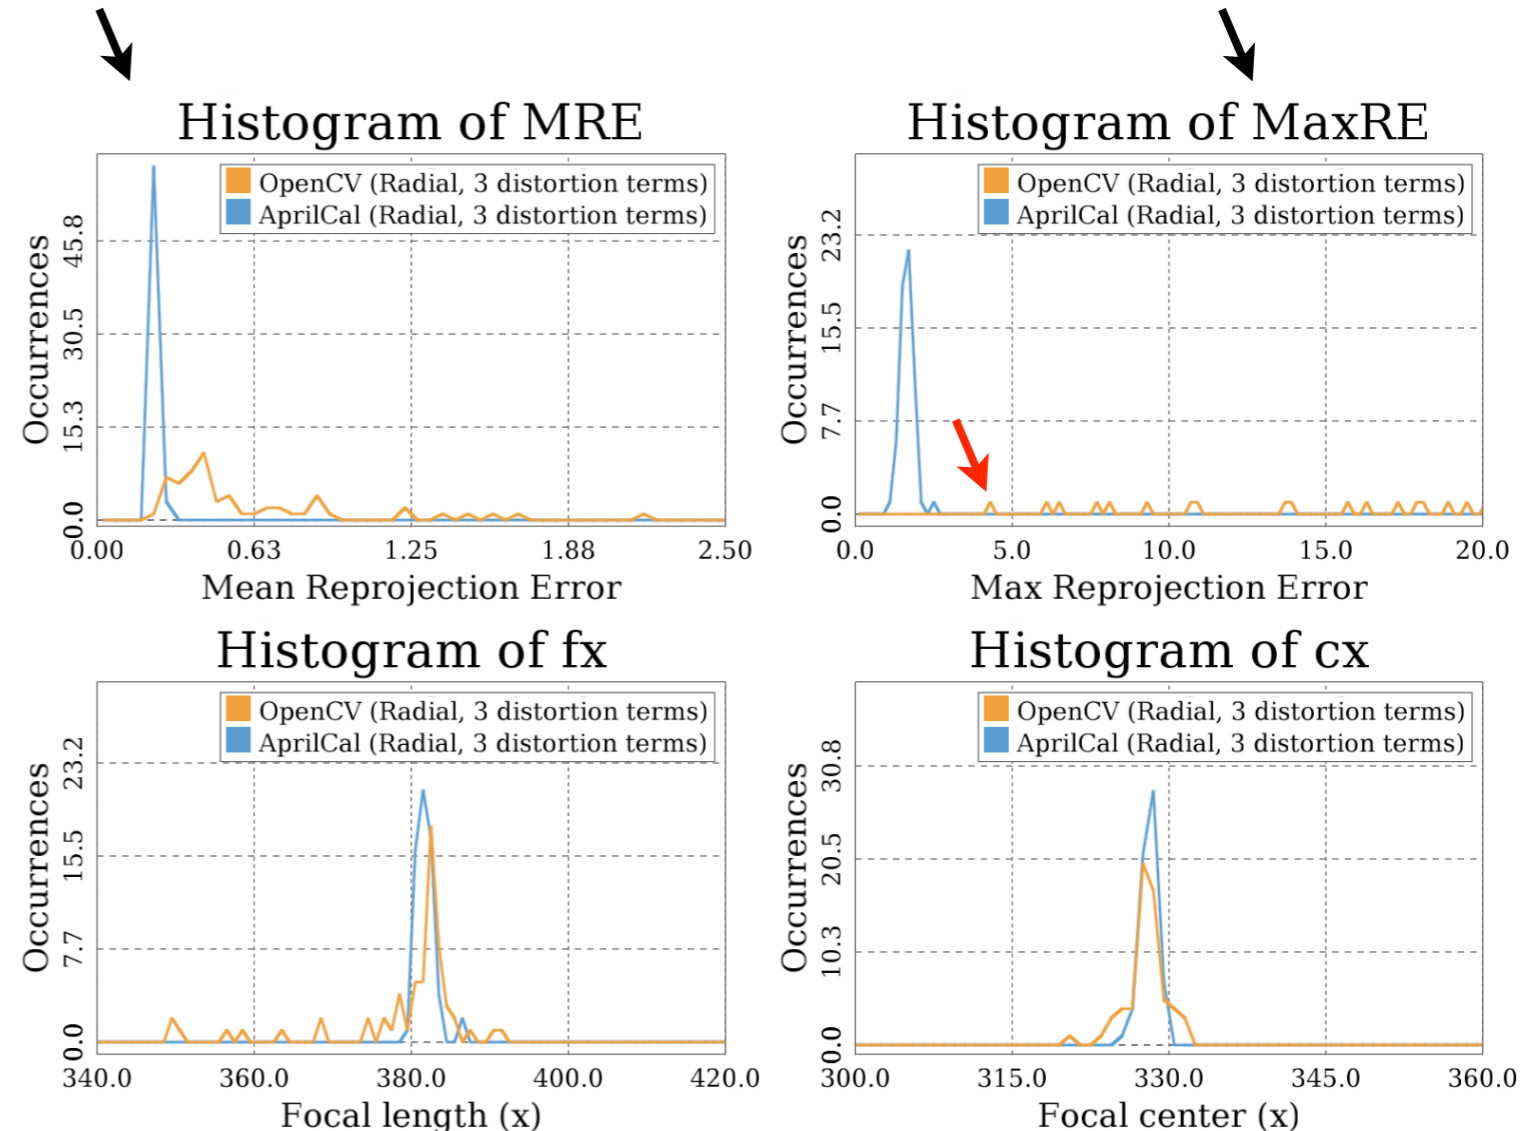 Histogram of MRE
OpenCV (Radial, 3 distortion terms)
AprilCal (Radial, 3 distortion terms)
Occurrences
45.8
30.5
15.3
0.0
0.00 0.63 1.25 1.88 2.50
Mean Reprojection Error
Histogram of MaxRE
OpenCV (Radial, 3 distortion terms)
AprilCal (Radial, 3 distortion terms)
Occurrences
23.2
15.5
7.7
0.0
0.0 5.0 10.0 15.0 20.0
Max Reprojection Error
Histogram of fx
OpenCV (Radial, 3 distortion terms)
AprilCal (Radial, 3 distortion terms)
Occurrences
23.2
15.5
7.7
0.0
340.0 360.0 380.0 400.0 420.0
Focal length (x)
Histogram of cx
OpenCV (Radial, 3 distortion terms)
AprilCal (Radial, 3 distortion terms)
Occurrences
30.8
20.5
10.3
0.0
300.0 315.0 330.0 345.0 360.0
Focal center (x)